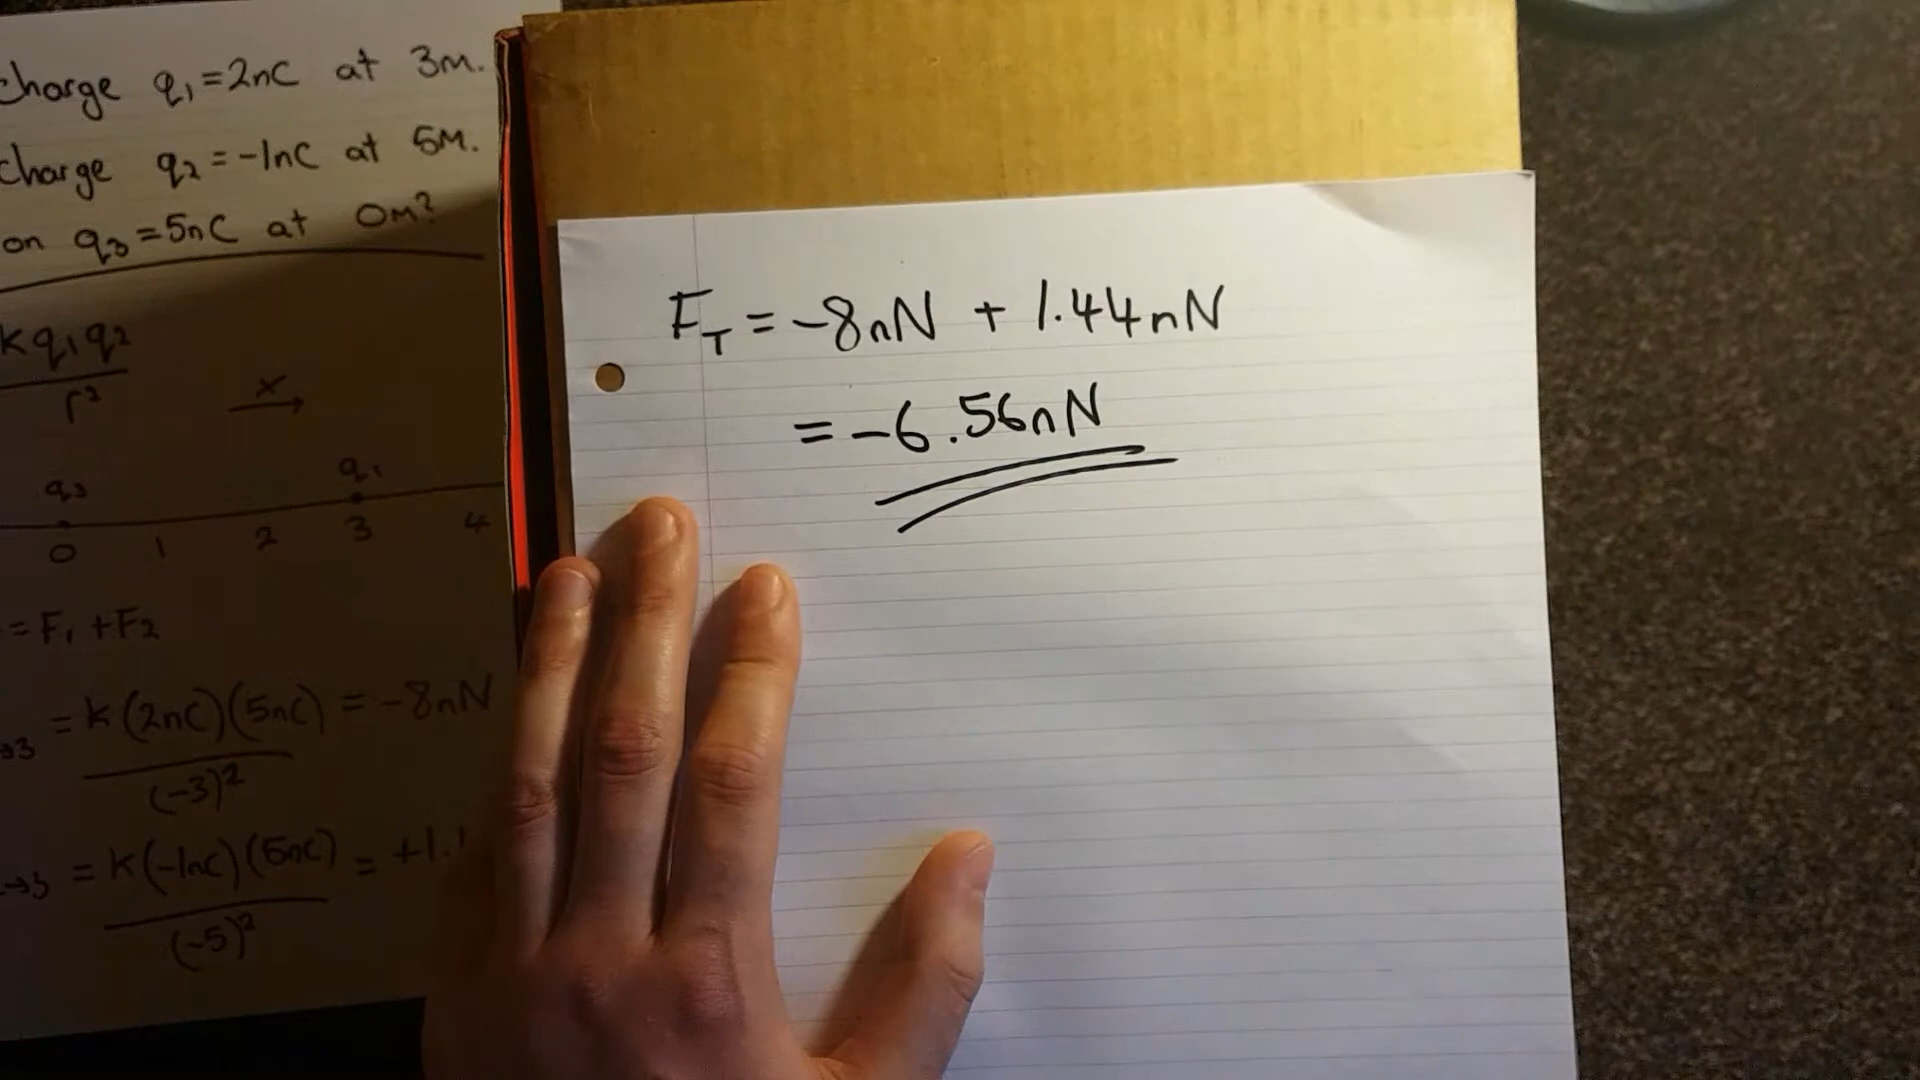 charge q₁=2nC at 3m.
charge q₂=-1nC at 5m.
on q₃=5nC at 0m?
kq₁q₂
r²
x
q₃ q₁
0 1 2 3 4
= F₁ + F₂
→3 = k(2nC)(5nC) = -8nN
(-3)²
→3 = k(-1nC)(5nC) = +1.
(-5)²
F_T = -8nN + 1.44nN
= -6.56nN